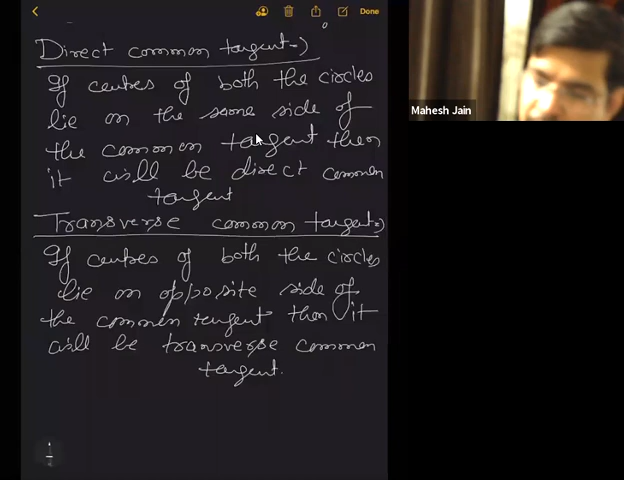 Done
Direct common tangent →)
If centres of both the circles
lie on the same side of
the common tangent then
it will be direct common
tangent
Transverse common tangent →)
If centres of both the circles
lie on opposite side of
the common tangent then it
will be transverse common
tangent.
Mahesh Jain